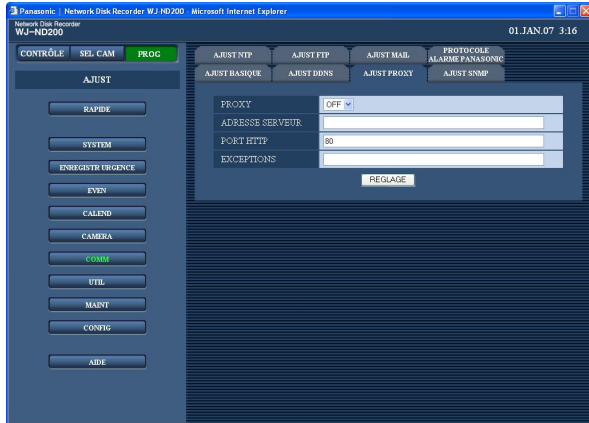 Panasonic | Network Disk Recorder WJ-ND200 - Microsoft Internet Explorer
Network Disk Recorder
WJ-ND200
01.JAN.07 3:16
CONTRÔLE SEL CAM PROG
AJUST
RAPIDE
SYSTEM
ENREGISTR URGENCE
EVEN
CALEND
CAMERA
COMM
UTIL
MAINT
CONFIG
AIDE
AJUST NTP AJUST FTP AJUST MAIL PROTOCOLE
ALARME PANASONIC
AJUST BASIQUE AJUST DDNS AJUST PROXY AJUST SNMP
PROXY OFF
ADRESSE SERVEUR
PORT HTTP 80
EXCEPTIONS
REGLAGE